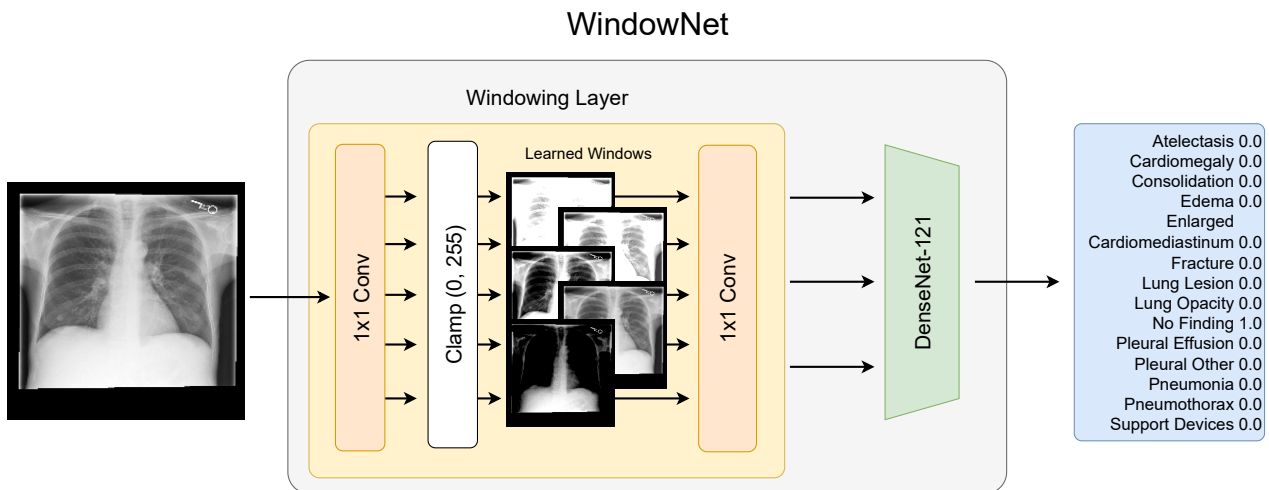 WindowNet
Windowing Layer
1x1 Conv
Clamp (0, 255)
Learned Windows
1x1 Conv
DenseNet-121
Atelectasis 0.0
Cardiomegaly 0.0
Consolidation 0.0
Edema 0.0
Enlarged
Cardiomediastinum 0.0
Fracture 0.0
Lung Lesion 0.0
Lung Opacity 0.0
No Finding 1.0
Pleural Effusion 0.0
Pleural Other 0.0
Pneumonia 0.0
Pneumothorax 0.0
Support Devices 0.0